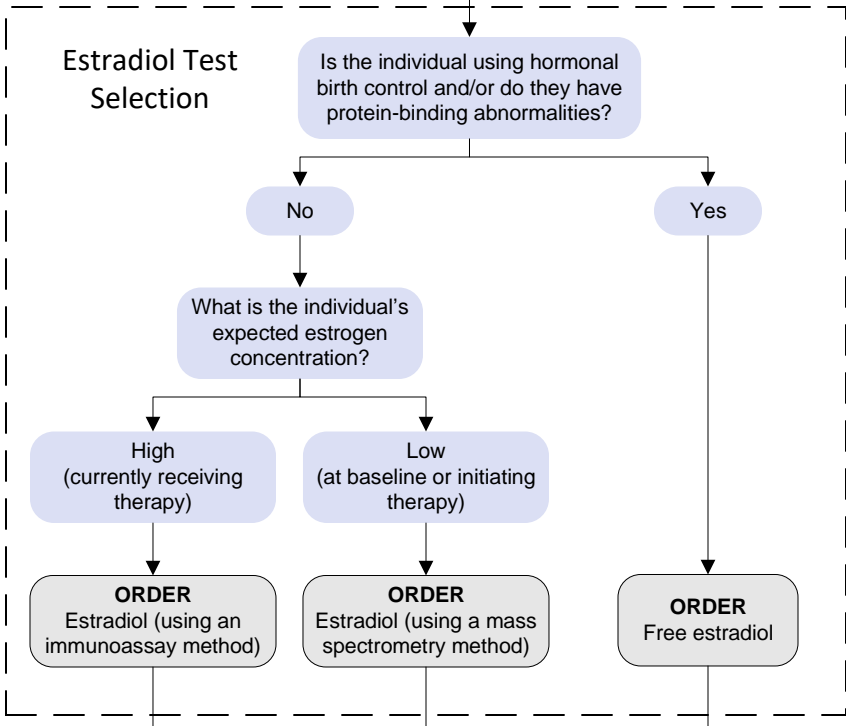 Estradiol Test
Selection
Is the individual using hormonal
birth control and/or do they have
protein-binding abnormalities?
No
Yes
What is the individual’s
expected estrogen
concentration?
High
(currently receiving
therapy)
Low
(at baseline or initiating
therapy)
ORDER
Estradiol (using an
immunoassay method)
ORDER
Estradiol (using a mass
spectrometry method)
ORDER
Free estradiol